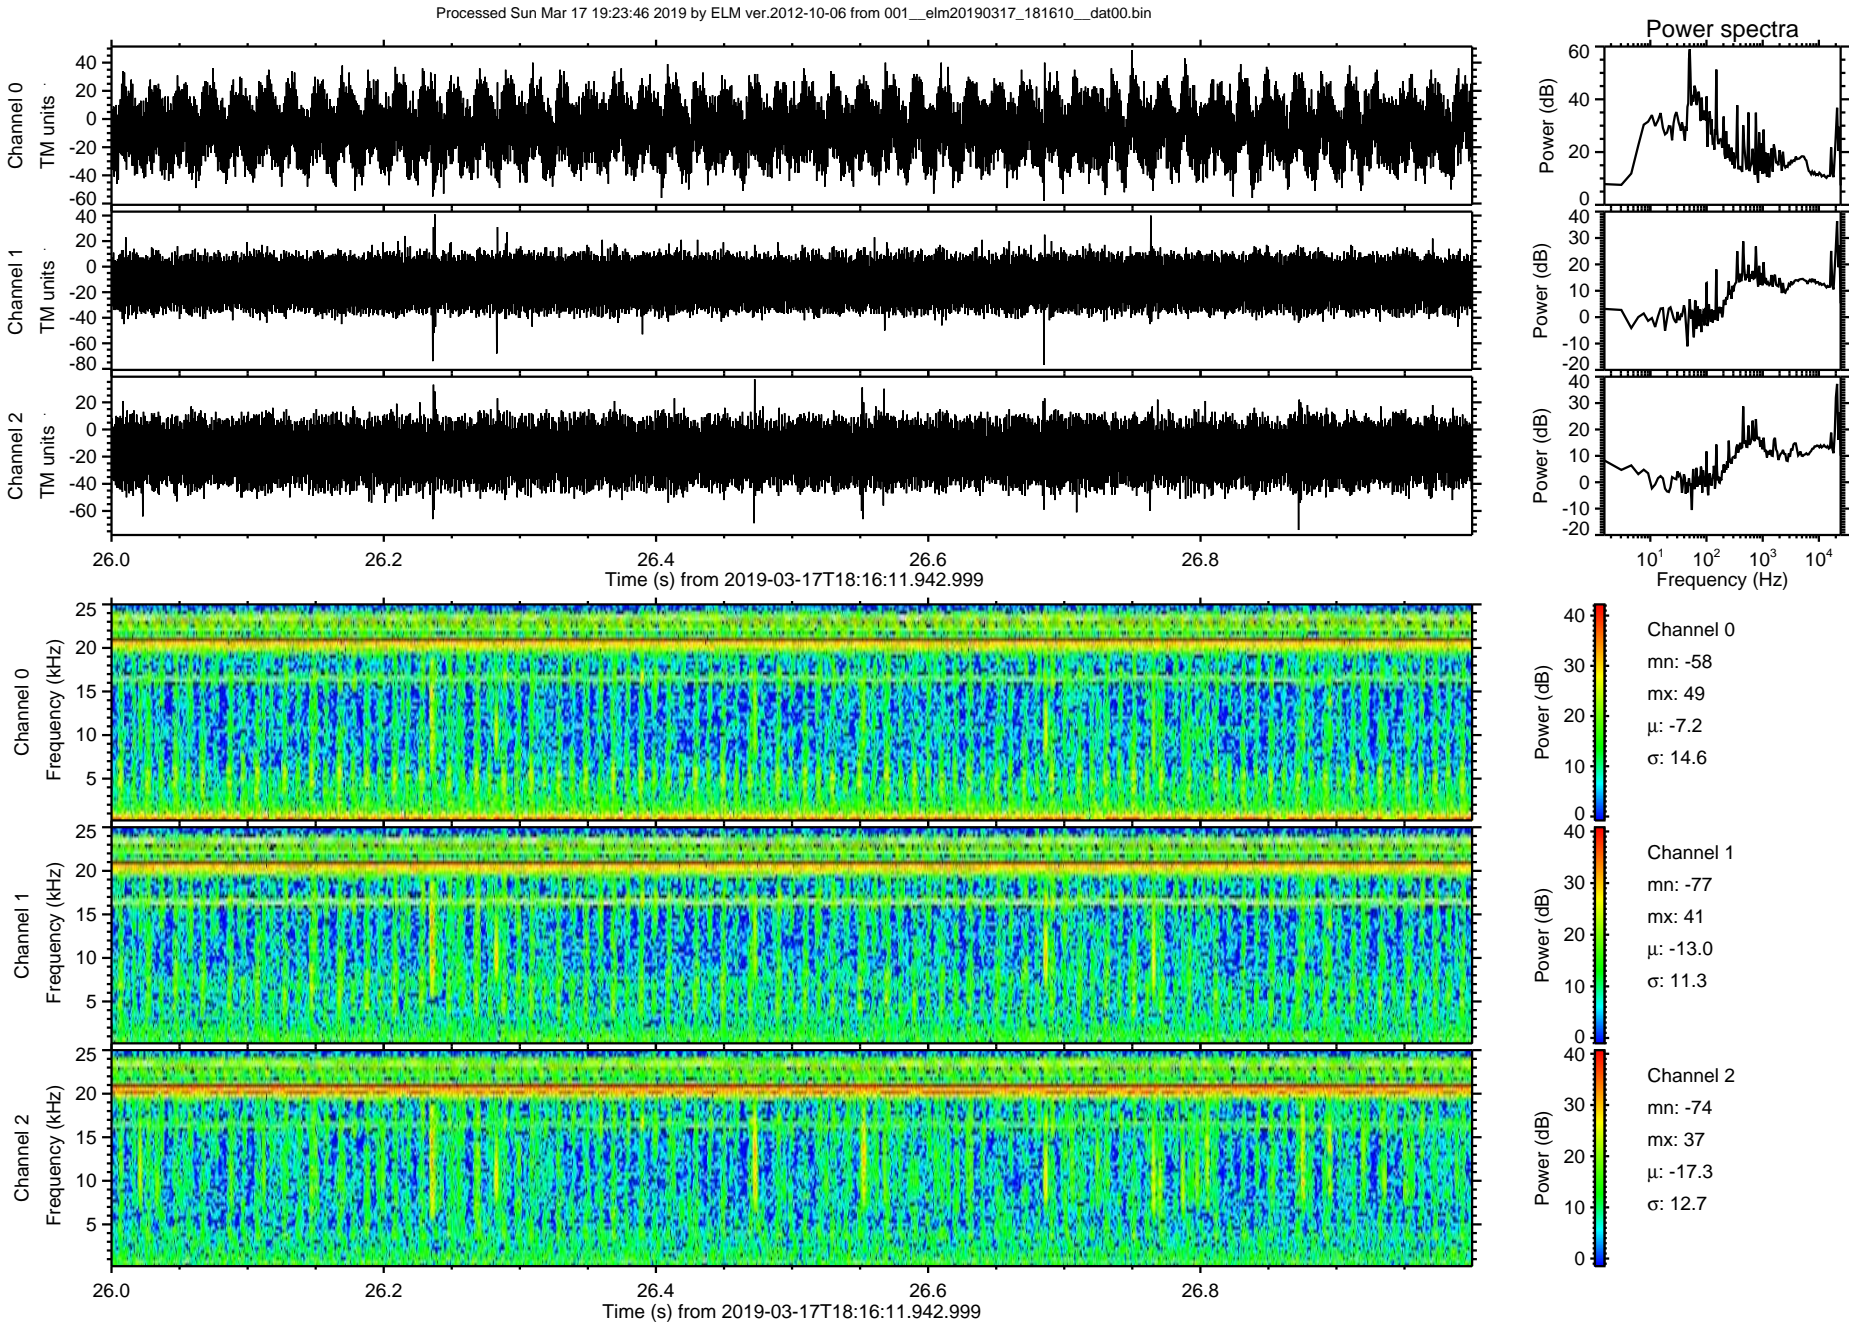 Processed Sun Mar 17 19:23:46 2019 by ELM ver.2012-10-06 from 001__elm20190317_181610__dat00.bin
Power spectra
Channel 0
TM units
40
20
0
-20
-40
-60
Power (dB)
60
40
20
0
Channel 1
TM units
40
20
0
-20
-40
-60
-80
Power (dB)
40
30
20
10
0
-10
-20
Channel 2
TM units
20
0
-20
-40
-60
Power (dB)
40
30
20
10
0
-10
-20
26.0 26.2 26.4 26.6 26.8
Time (s) from 2019-03-17T18:16:11.942.999
10^1 10^2 10^3 10^4
Frequency (Hz)
Channel 0
Frequency (kHz)
25
20
15
10
5
Power (dB)
40
30
20
10
0
Channel 0
mn: -58
mx: 49
μ: -7.2
σ: 14.6
Channel 1
Frequency (kHz)
25
20
15
10
5
Power (dB)
40
30
20
10
0
Channel 1
mn: -77
mx: 41
μ: -13.0
σ: 11.3
Channel 2
Frequency (kHz)
25
20
15
10
5
Power (dB)
40
30
20
10
0
Channel 2
mn: -74
mx: 37
μ: -17.3
σ: 12.7
26.0 26.2 26.4 26.6 26.8
Time (s) from 2019-03-17T18:16:11.942.999